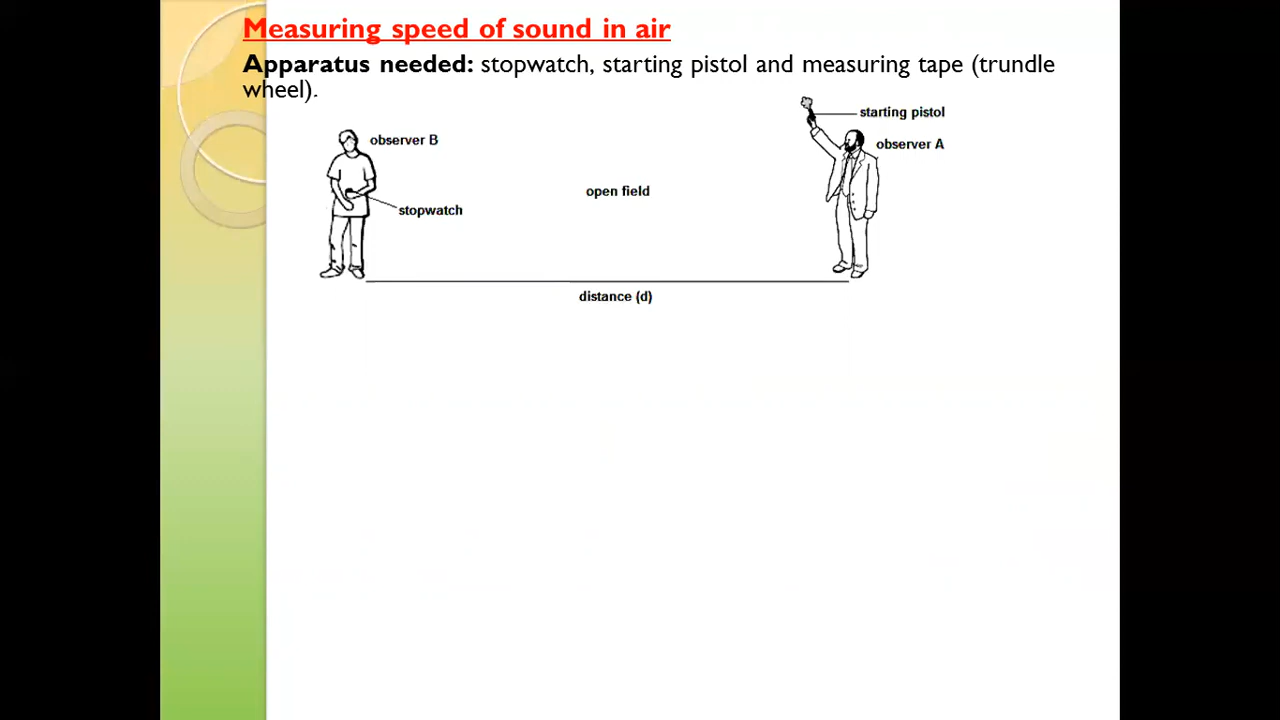 Measuring speed of sound in air
Apparatus needed: stopwatch, starting pistol and measuring tape (trundle
wheel).
starting pistol
observer B
observer A
open field
stopwatch
distance (d)